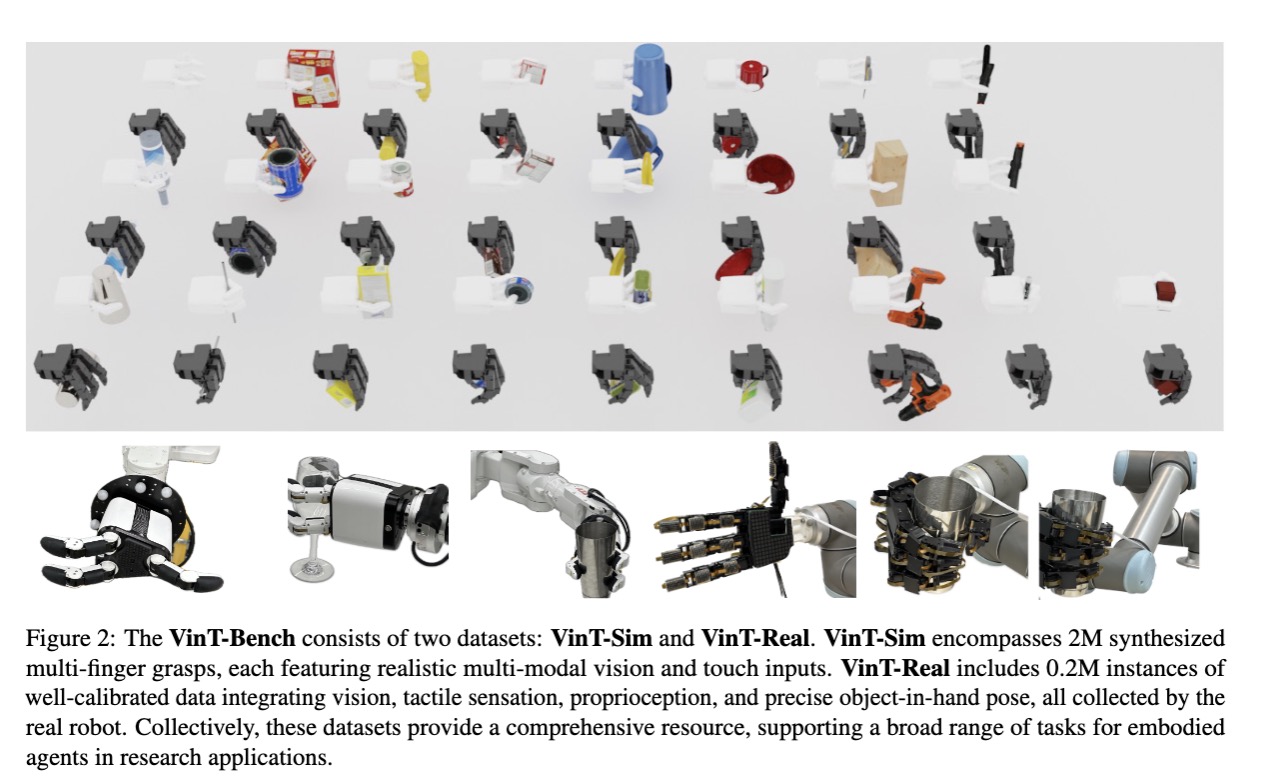 Figure 2: The VinT-Bench consists of two datasets: VinT-Sim and VinT-Real. VinT-Sim encompasses 2M synthesized
multi-finger grasps, each featuring realistic multi-modal vision and touch inputs. VinT-Real includes 0.2M instances of
well-calibrated data integrating vision, tactile sensation, proprioception, and precise object-in-hand pose, all collected by the
real robot. Collectively, these datasets provide a comprehensive resource, supporting a broad range of tasks for embodied
agents in research applications.